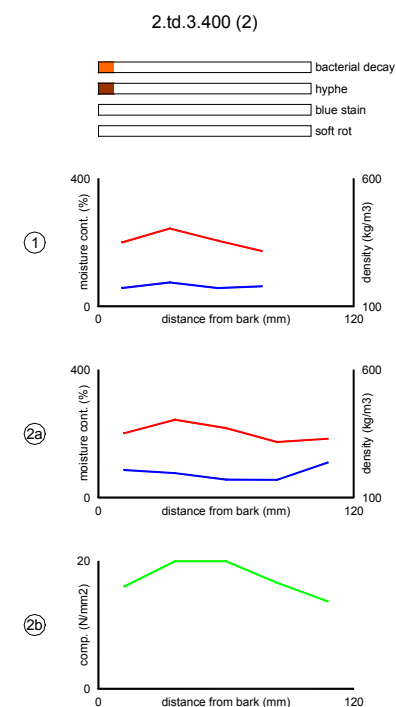 2.td.3.400 (2)
bacterial decay
hyphe
blue stain
soft rot
1
400
600
moisture cont. (%)
density (kg/m3)
0
100
0
distance from bark (mm)
120
2a
400
600
moisture cont. (%)
density (kg/m3)
0
100
0
distance from bark (mm)
120
2b
20
comp. (N/mm2)
0
0
distance from bark (mm)
120